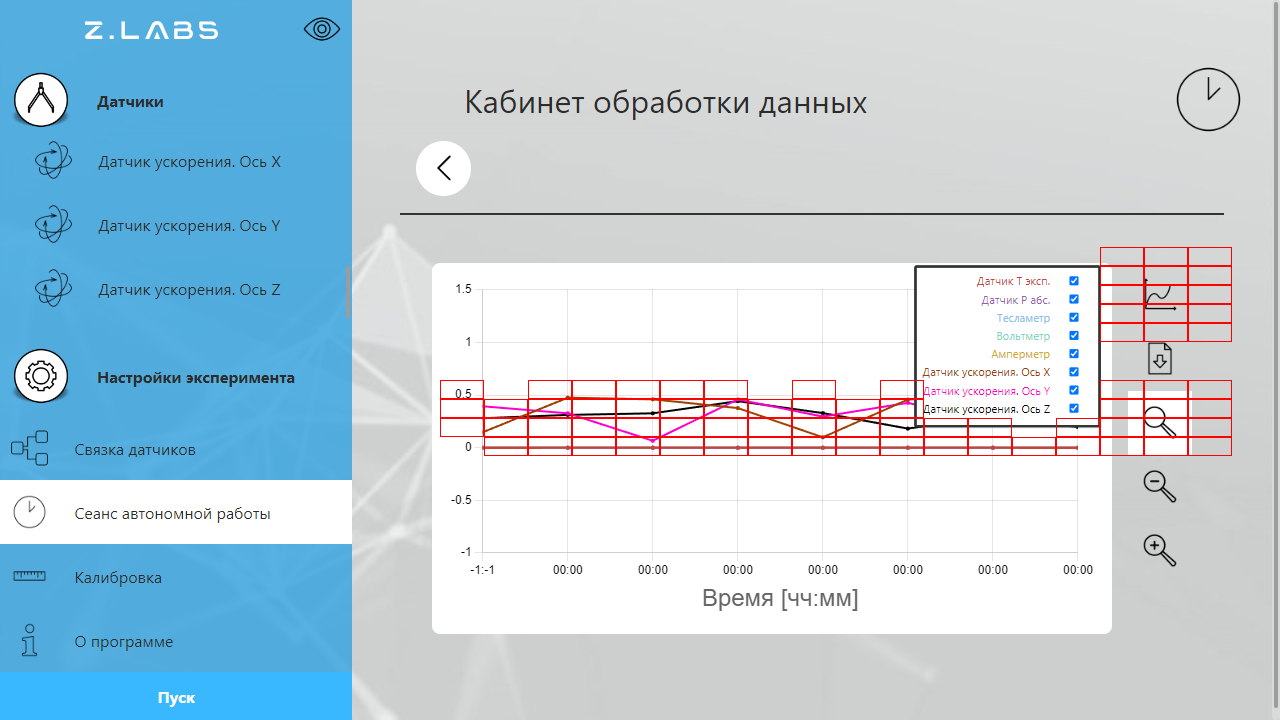 Z.LABS
Датчики
Датчик ускорения. Ось X
Датчик ускорения. Ось Y
Датчик ускорения. Ось Z
Настройки эксперимента
Связка датчиков
Сеанс автономной работы
Калибровка
О программе
Пуск
Кабинет обработки данных
Датчик T эксп.
Датчик P абс.
Тесламетр
Вольтметр
Амперметр
Датчик ускорения. Ось X
Датчик ускорения. Ось Y
Датчик ускорения. Ось Z
1.5
1
0.5
0
-0.5
-1
-1:-1 00:00 00:00 00:00 00:00 00:00 00:00 00:00
Время [чч:мм]